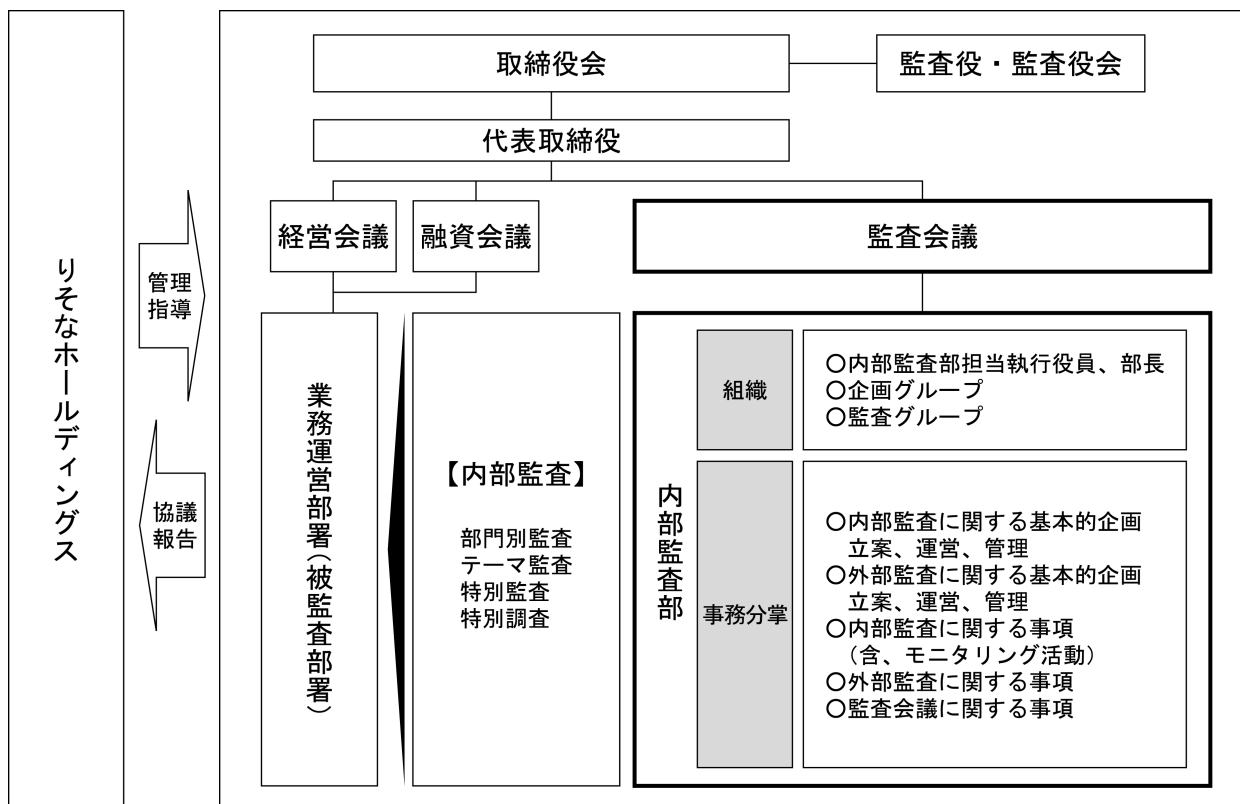 りそなホールディングス
管理
指導
協議
報告
取締役会
監査役・監査役会
代表取締役
経営会議
融資会議
監査会議
業務運営部署(被監査部署)
【内部監査】
部門別監査
テーマ監査
特別監査
特別調査
内部監査部
組織
○内部監査部担当執行役員、部長
○企画グループ
○監査グループ
事務分掌
○内部監査に関する基本的企画
立案、運営、管理
○外部監査に関する基本的企画
立案、運営、管理
○内部監査に関する事項
(含、モニタリング活動)
○外部監査に関する事項
○監査会議に関する事項